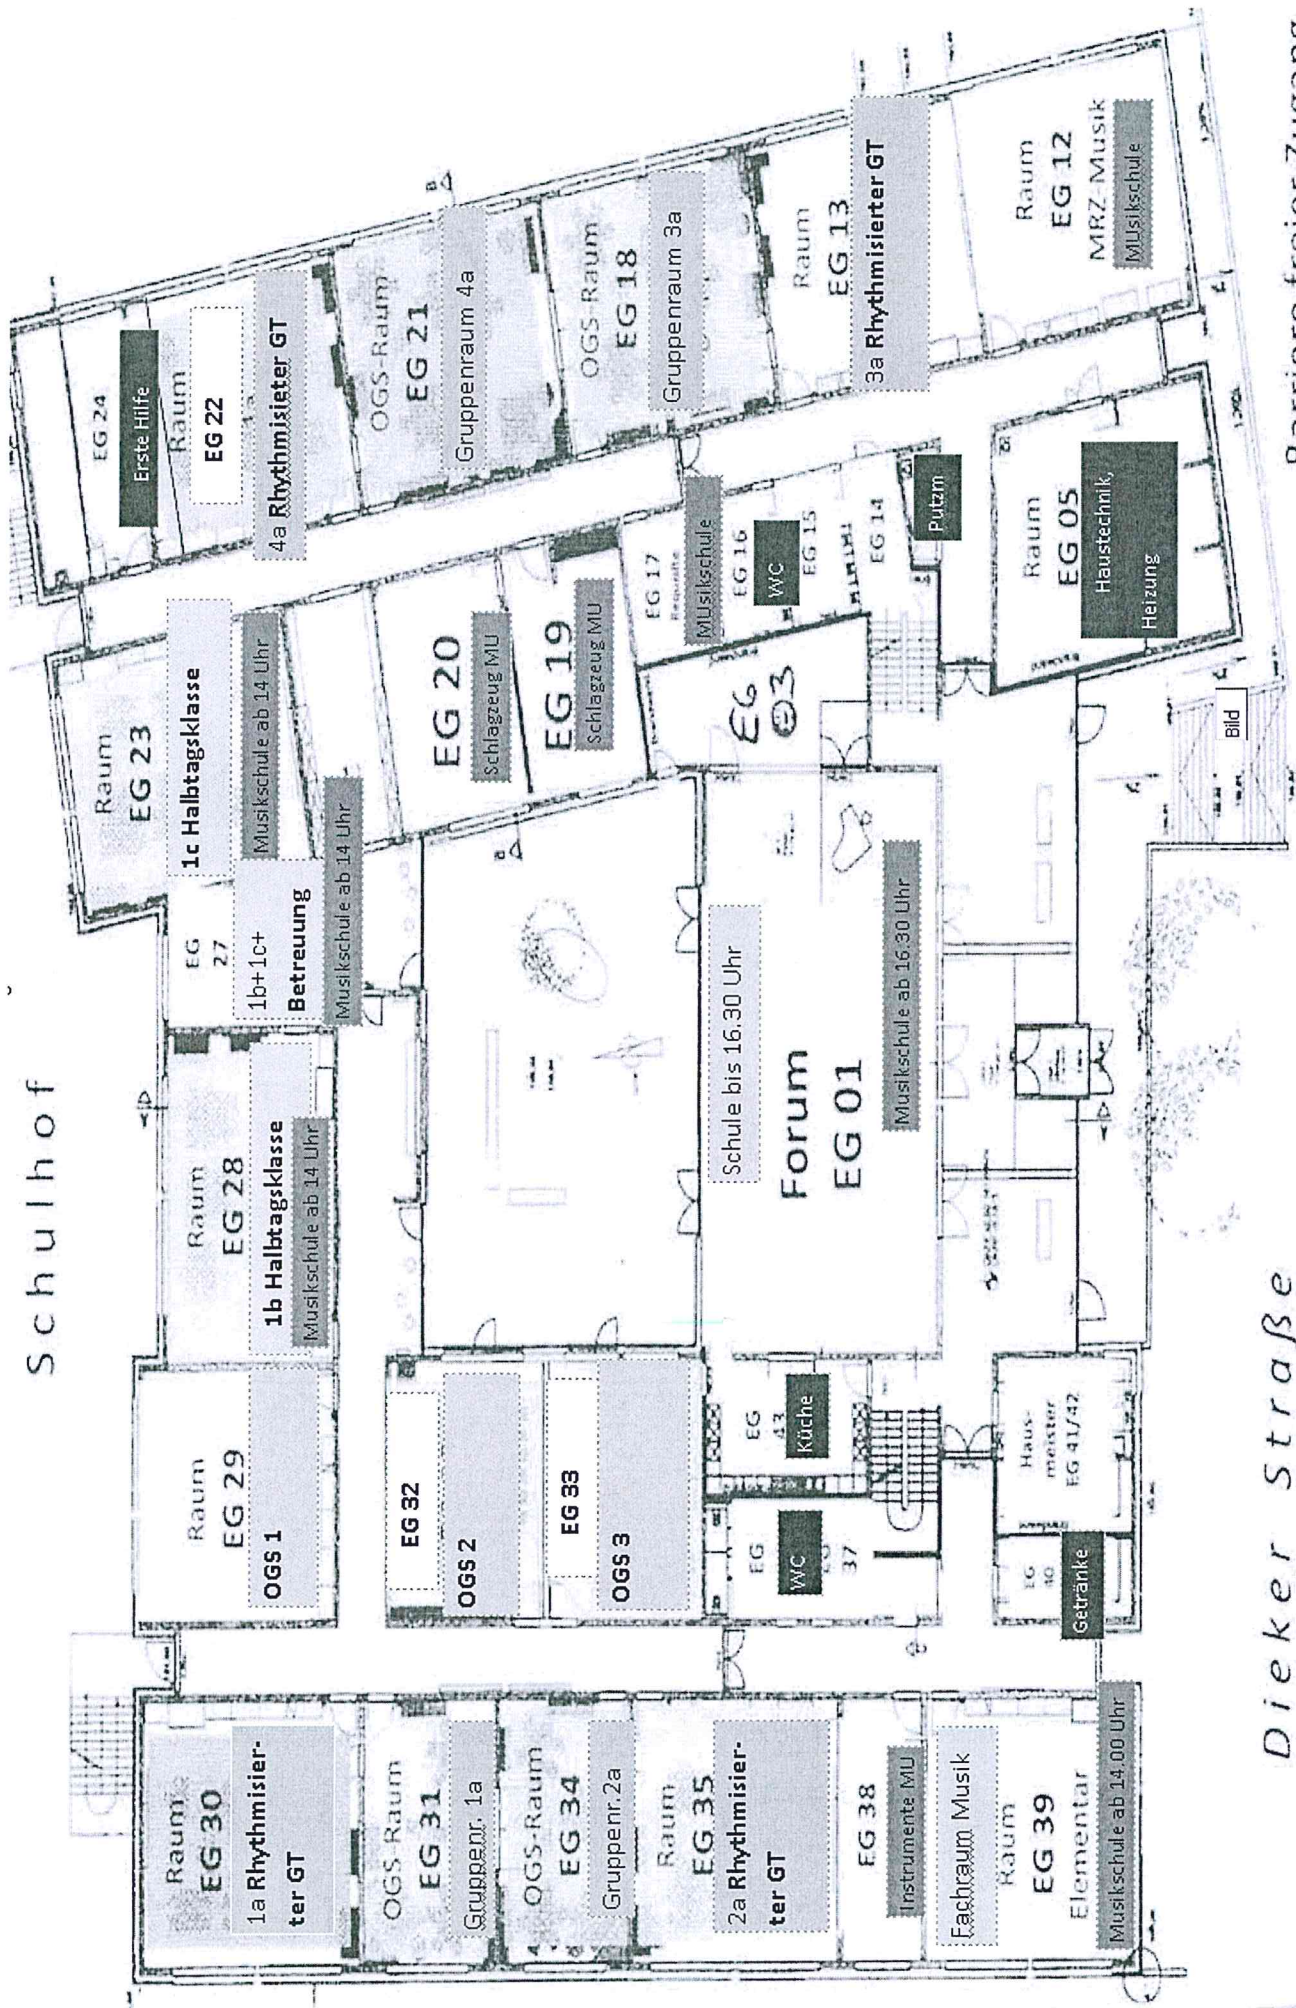 Schulhof
Raum
EG 30
1a Rhythmisier-
ter GT
OGS-Raum
EG 31
Gruppenr. 1a
OGS-Raum
EG 34
Gruppenr.2a
Raum
EG 35
2a Rhythmisier-
ter GT
EG 38
Instrumente MU
Fachraum Musik
Raum
EG 39
Elementar
Musikschule ab 14.00 Uhr
Raum
EG 29
OGS 1
EG 32
OGS 2
EG 33
OGS 3
EG
WC
37
EG
43
Küche
EG
40
Getränke
Haus-
meister
EG 41/42
Raum
EG 28
1b Halbtagsklasse
Musikschule ab 14 Uhr
EG
27
1b+1c+
Betreuung
Musikschule ab 14 Uhr
Raum
EG 23
1c Halbtagsklasse
Musikschule ab 14 Uhr
Schule bis 16.30 Uhr
Forum
EG 01
Musikschule ab 16.30 Uhr
EG 20
Schlagzeug MU
EG 19
Schlagzeug MU
EG 03
EG 17
Requisite
MUsikschule
EG 16
WC
EG 15
EG 14
Putzm
Raum
EG 05
Haustechnik,
Heizung
Bild
EG 24
Erste Hilfe
Raum
EG 22
1a
4a Rhythmisieter GT
OGS-Raum
EG 21
Gruppenraum 4a
B
OGS-Raum
EG 18
Gruppenraum 3a
Raum
EG 13
3a Rhythmisierter GT
Raum
EG 12
MRZ-Musik
MUsikschule
Dieker Straße
Barriere freier Zugang